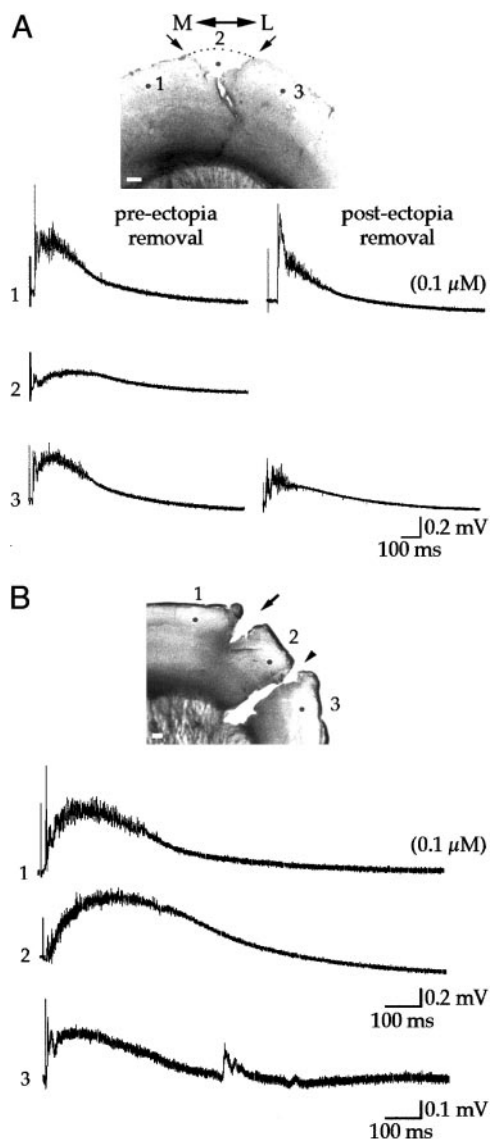 A
M L
2
1
3
pre-ectopia removal
post-ectopia removal
(0.1 µM)
1
2
3
0.2 mV
100 ms
B
1
2
3
(0.1 µM)
1
2
0.2 mV
100 ms
3
0.1 mV
100 ms